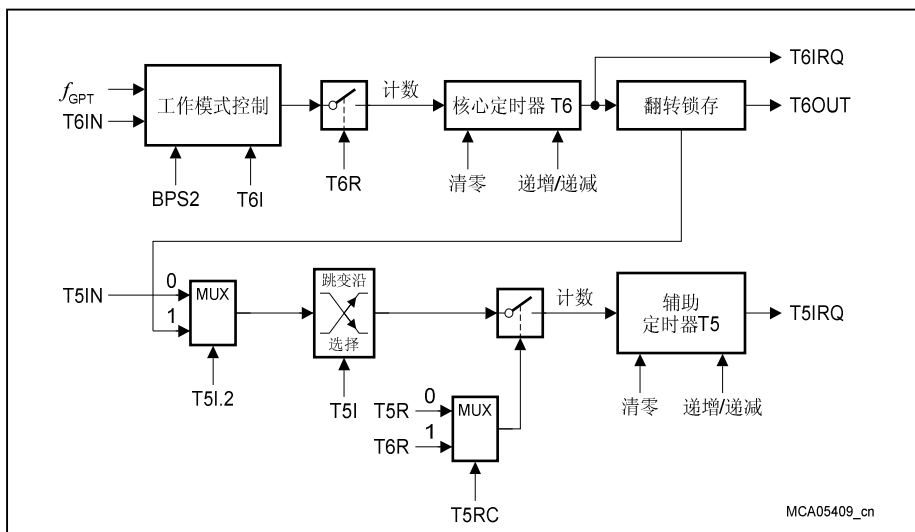 f GPT
T6IN
工作模式控制
BPS2
T6I
T6R
计数
核心定时器 T6
清零
递增/递减
翻转锁存
T6IRQ
T6OUT
T5IN
0
1
MUX
T5I.2
跳变沿
选择
T5I
T5R
T6R
0
1
MUX
T5RC
计数
辅助
定时器T5
清零
递增/递减
T5IRQ
MCA05409_cn